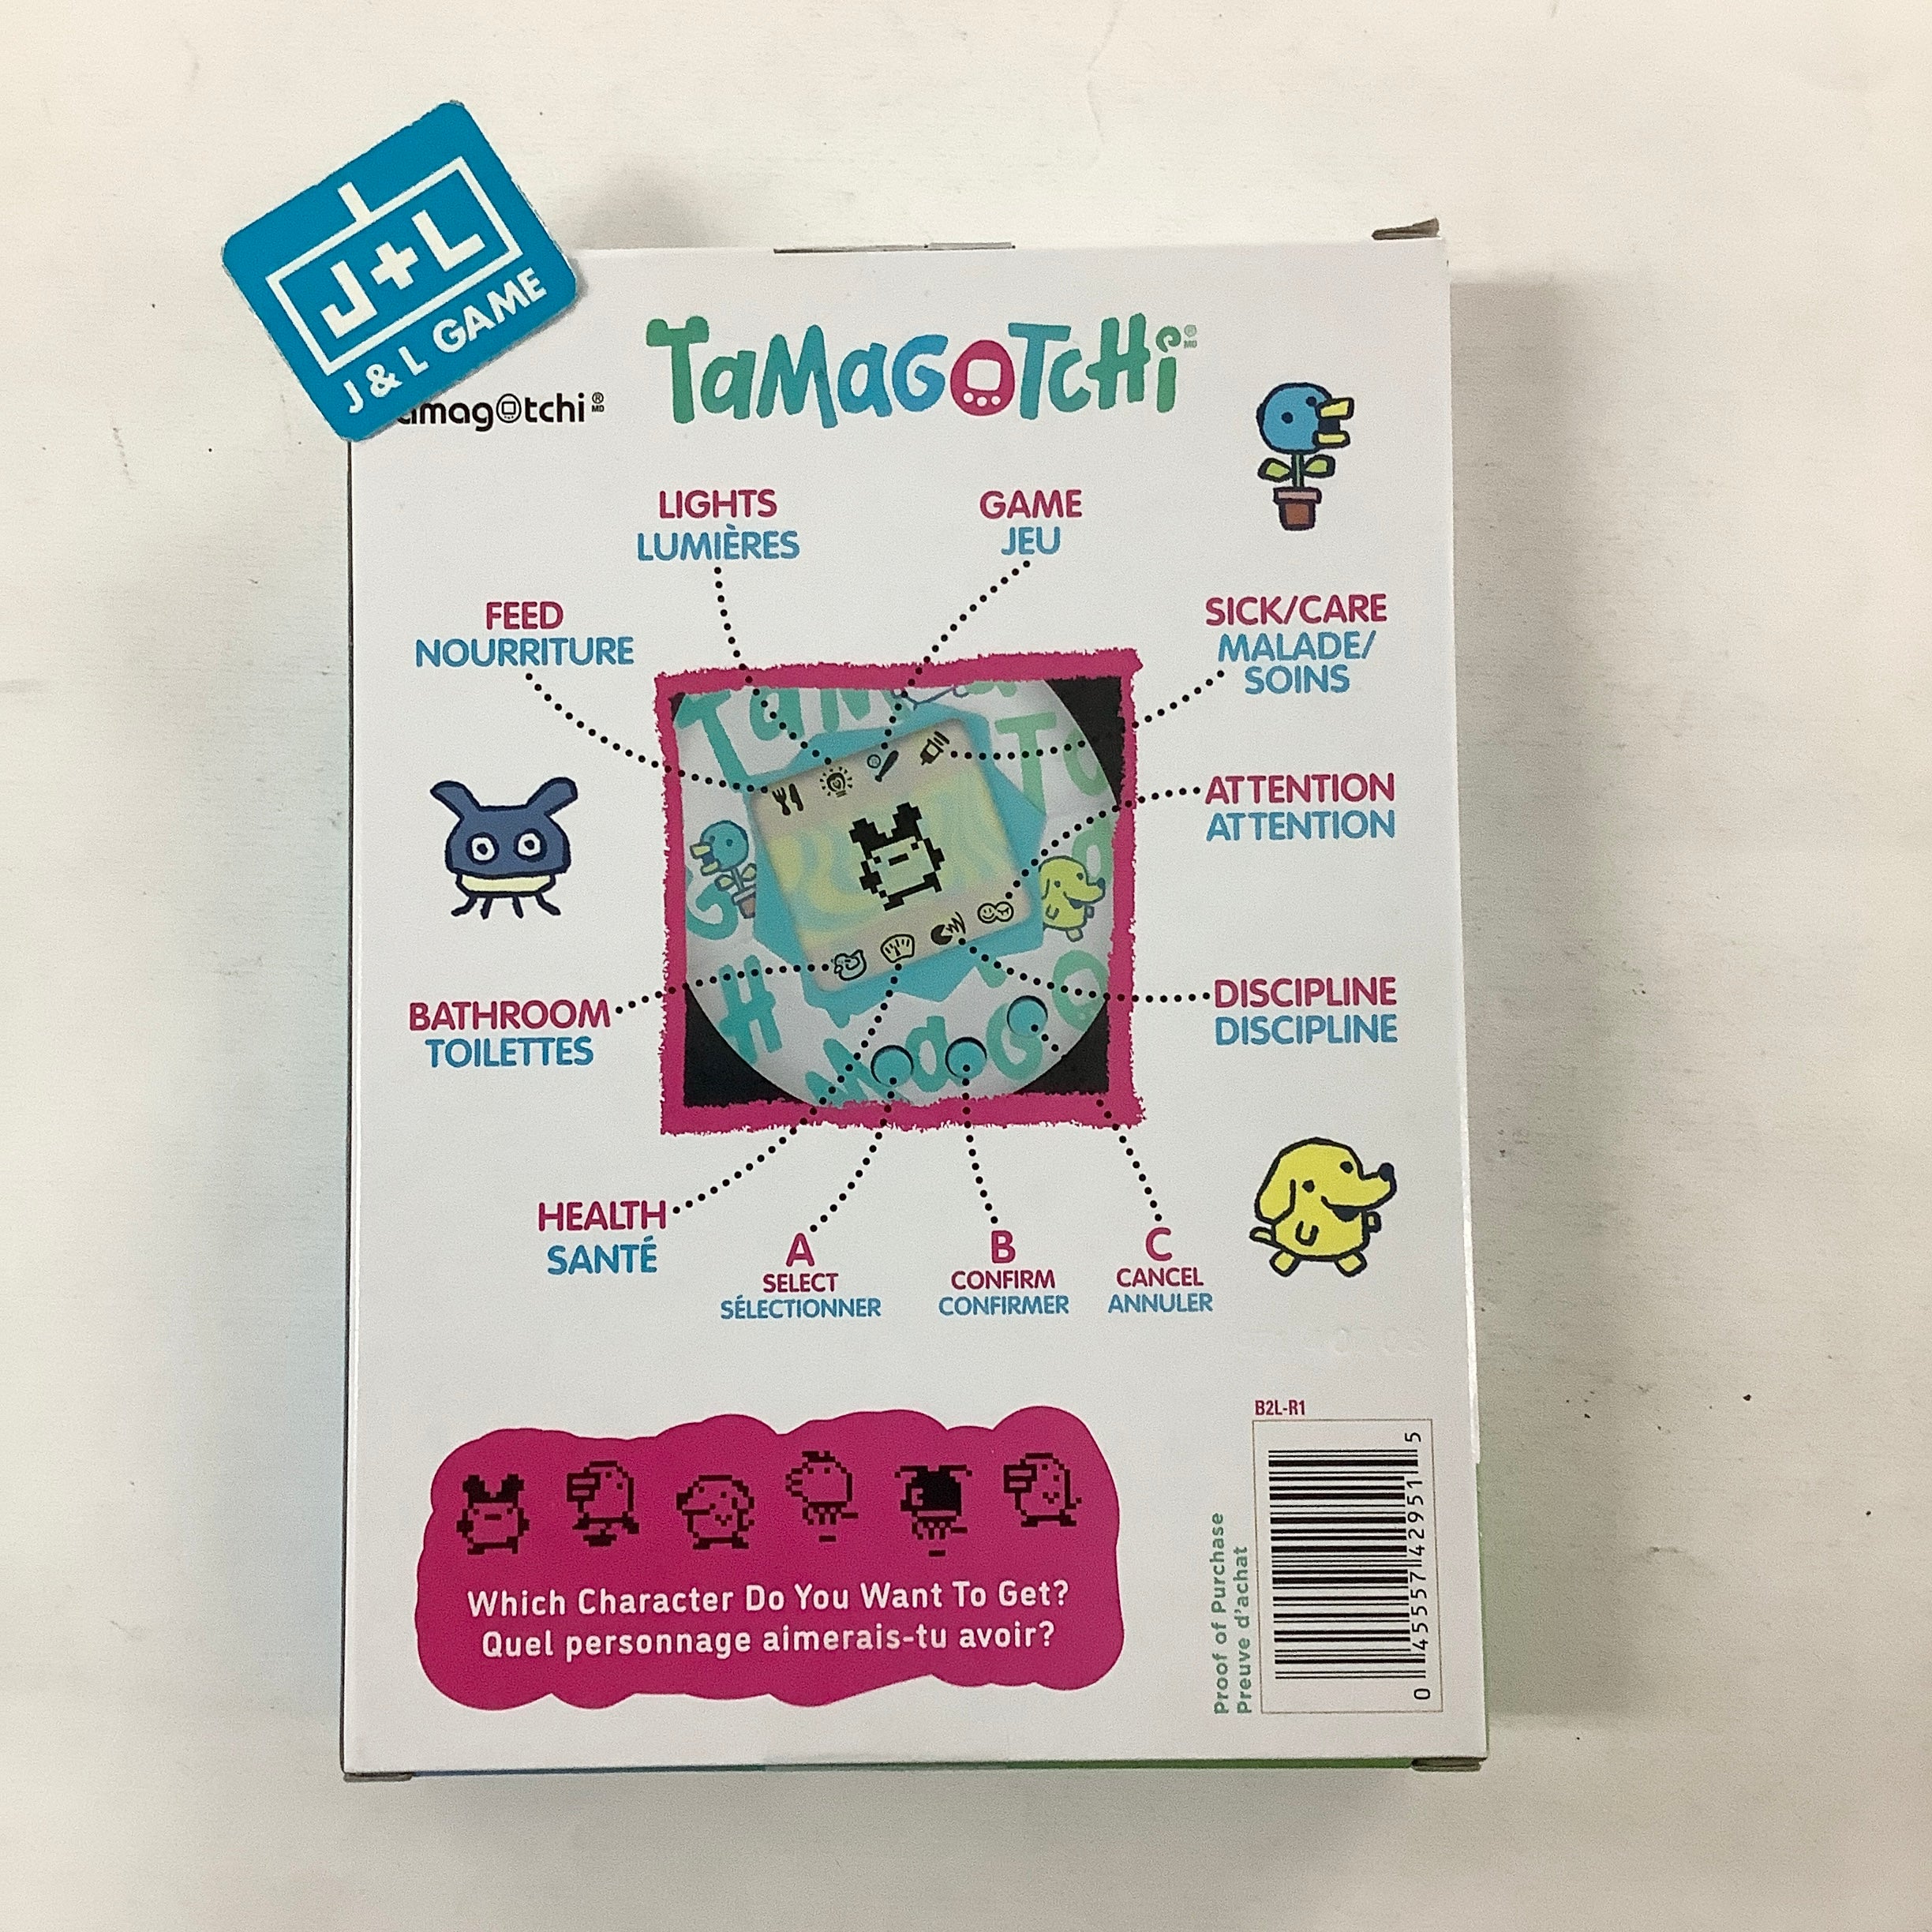 J+L
J & L GAME
amagotchi® MD
TaMaGoTcHi® MD
LIGHTS
LUMIÈRES
GAME
JEU
FEED
NOURRITURE
SICK/CARE
MALADE/
SOINS
ATTENTION
ATTENTION
BATHROOM
TOILETTES
DISCIPLINE
DISCIPLINE
HEALTH
SANTÉ
A
SELECT
SÉLECTIONNER
B
CONFIRM
CONFIRMER
C
CANCEL
ANNULER
Which Character Do You Want To Get?
Quel personnage aimerais-tu avoir?
B2L-R1
Proof of Purchase
Preuve d'achat
0 45557 42951 5